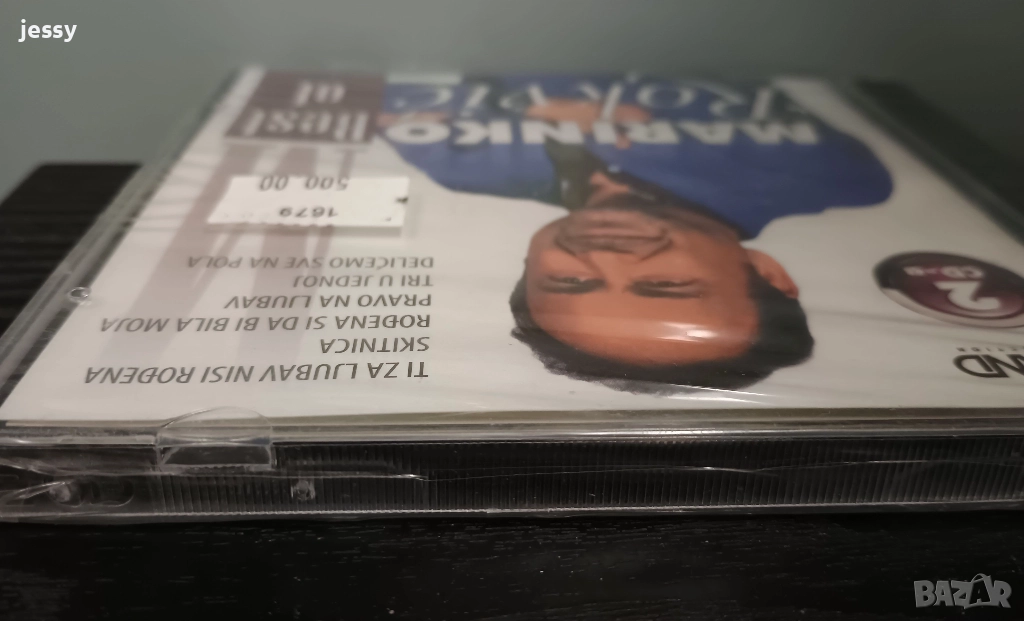 jessy
TI ZA LJUBAV NISI ROĐENA
SKITNICA
ROĐENA SI DA BI BILA MOJA
PRAVO NA LJUBAV
TRI U JEDNOJ
DELIĆEMO SVE NA POLA
1679
500.00
Best
of
MARINKO
Rokvić
2
CD
BAZAR